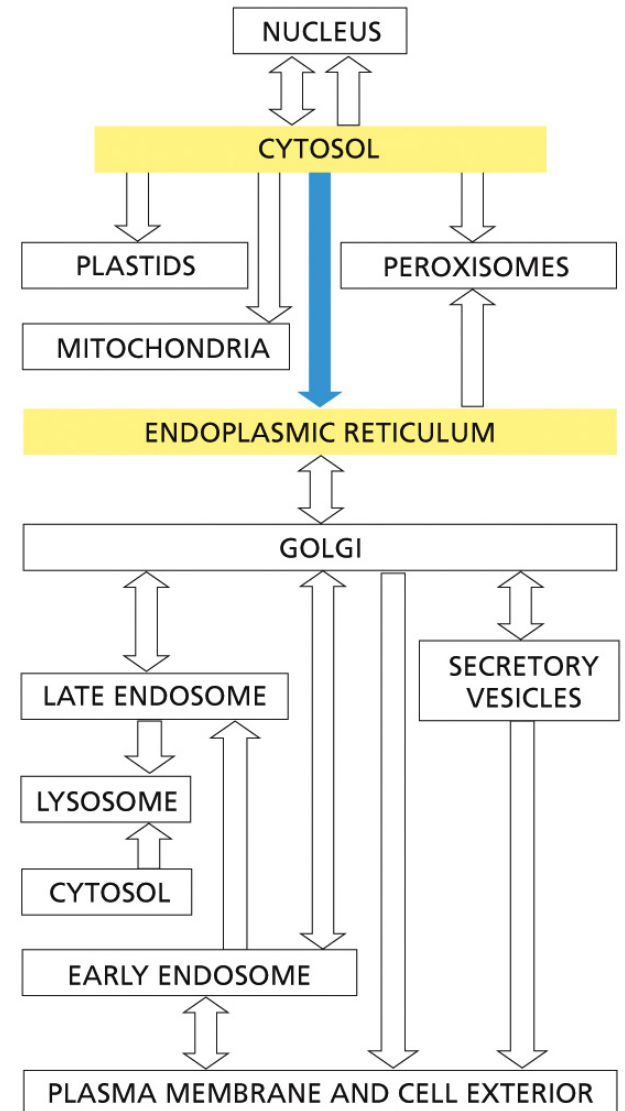 NUCLEUS
CYTOSOL
PLASTIDS
PEROXISOMES
MITOCHONDRIA
ENDOPLASMIC RETICULUM
GOLGI
SECRETORY
VESICLES
LATE ENDOSOME
LYSOSOME
CYTOSOL
EARLY ENDOSOME
PLASMA MEMBRANE AND CELL EXTERIOR